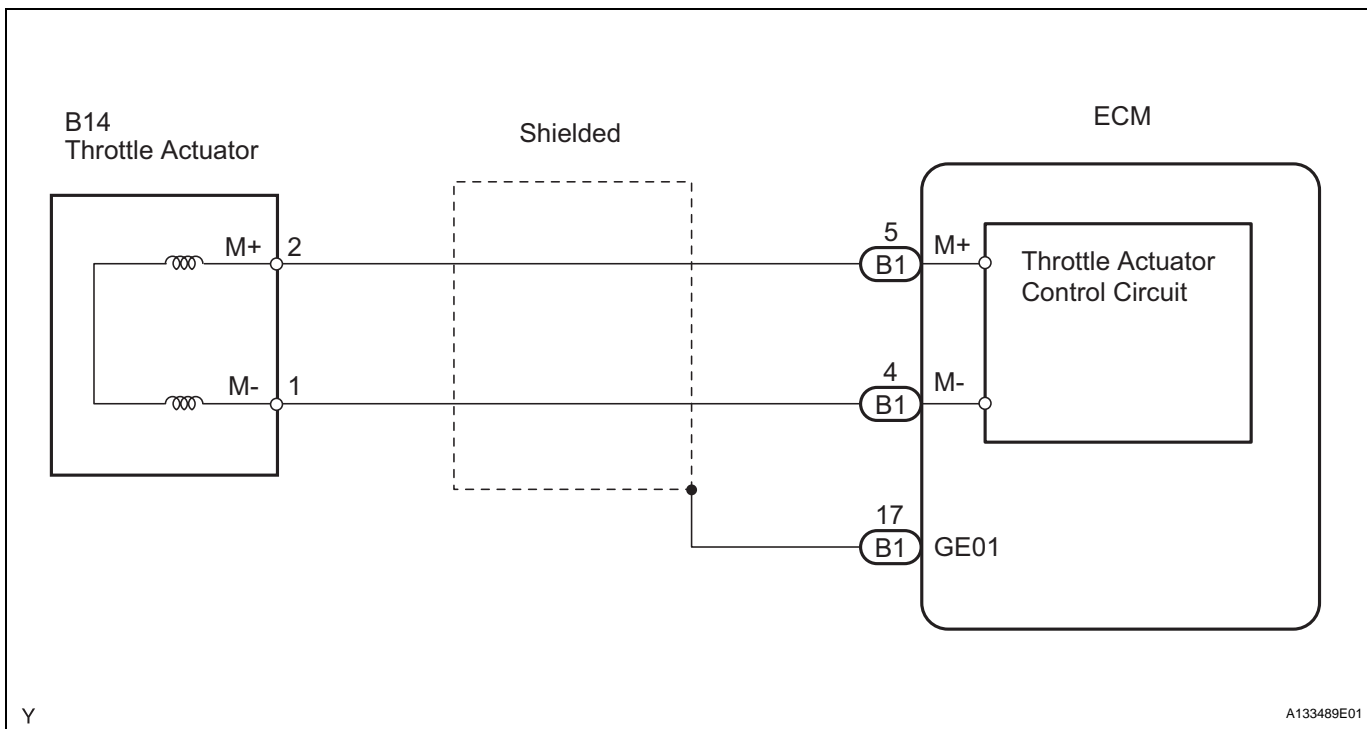 B14
Throttle Actuator
Shielded
ECM
M+ 2
5
B1
M+
Throttle Actuator
Control Circuit
M- 1
4
B1
M-
17
B1
GE01
Y
A133489E01